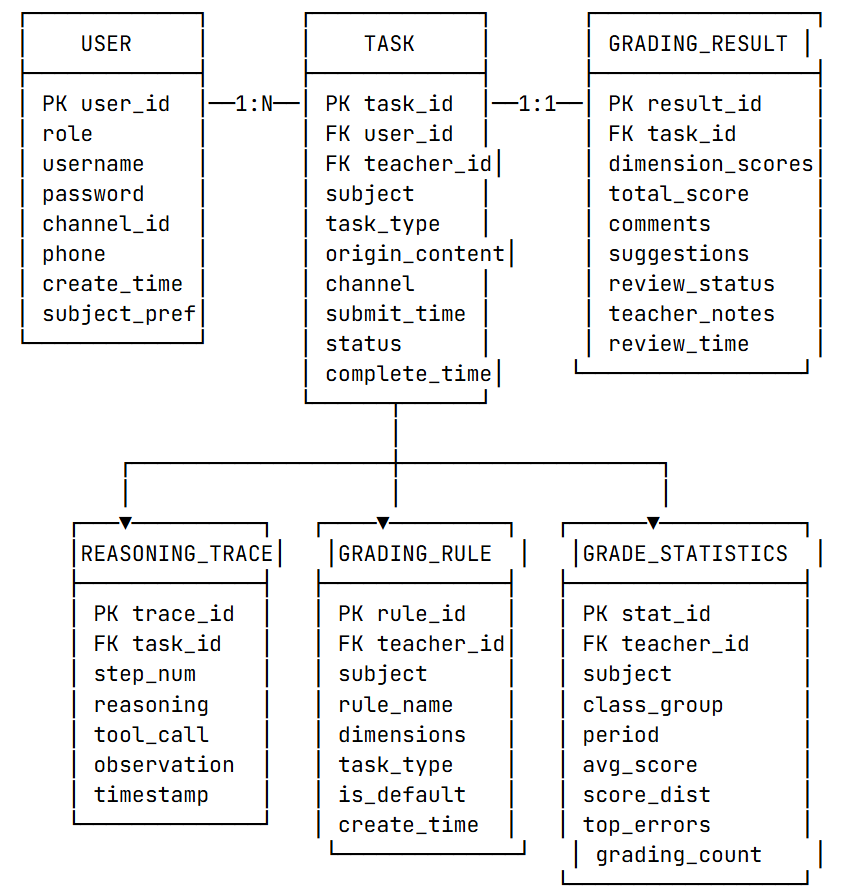 USER
PK user_id
role
username
password
channel_id
phone
create_time
subject_pref
1:N
TASK
PK task_id
FK user_id
FK teacher_id
subject
task_type
origin_content
channel
submit_time
status
complete_time
1:1
GRADING_RESULT
PK result_id
FK task_id
dimension_scores
total_score
comments
suggestions
review_status
teacher_notes
review_time
REASONING_TRACE
PK trace_id
FK task_id
step_num
reasoning
tool_call
observation
timestamp
GRADING_RULE
PK rule_id
FK teacher_id
subject
rule_name
dimensions
task_type
is_default
create_time
GRADE_STATISTICS
PK stat_id
FK teacher_id
subject
class_group
period
avg_score
score_dist
top_errors
grading_count